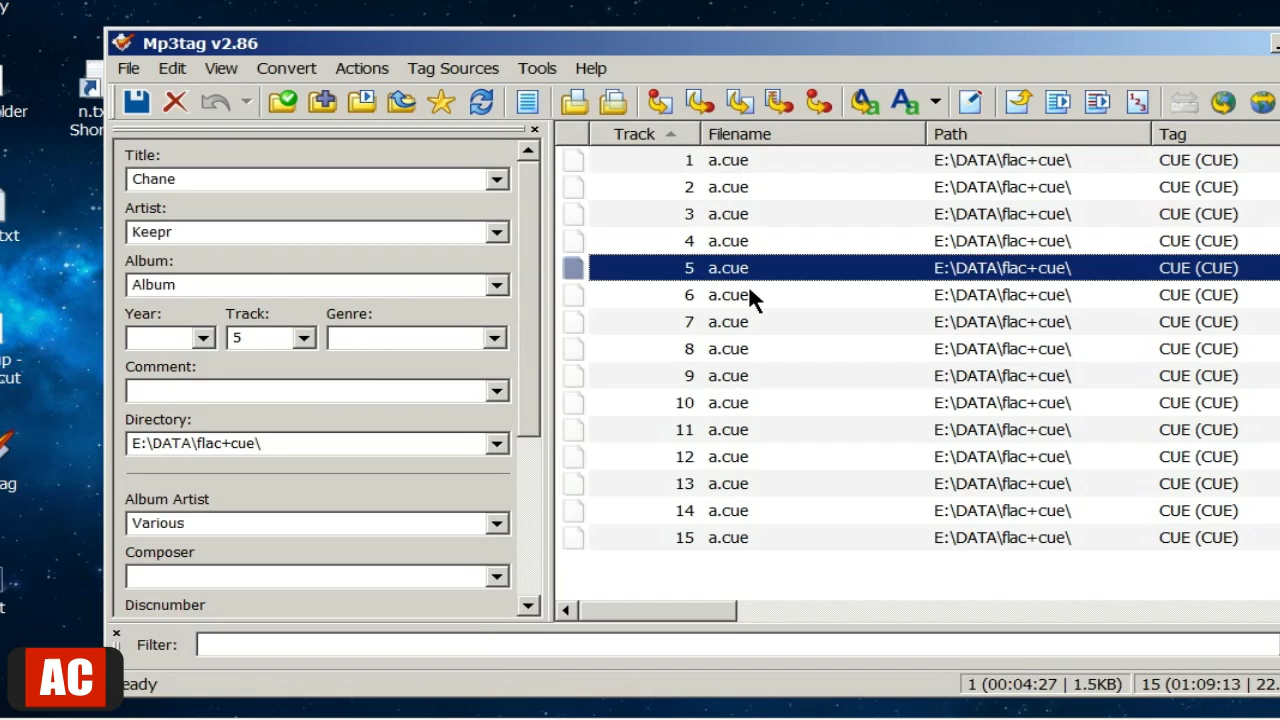 y
older
n.tx
Shor
txt
up -
cut
ag
t
Mp3tag v2.86
File Edit View Convert Actions Tag Sources Tools Help
Title:
Chane
Artist:
Keepr
Album:
Album
Year: Track: Genre:
5
Comment:
Directory:
E:\DATA\flac+cue\
Album Artist
Various
Composer
Discnumber
Track Filename Path Tag
1 a.cue E:\DATA\flac+cue\ CUE (CUE)
2 a.cue E:\DATA\flac+cue\ CUE (CUE)
3 a.cue E:\DATA\flac+cue\ CUE (CUE)
4 a.cue E:\DATA\flac+cue\ CUE (CUE)
5 a.cue E:\DATA\flac+cue\ CUE (CUE)
6 a.cue E:\DATA\flac+cue\ CUE (CUE)
7 a.cue E:\DATA\flac+cue\ CUE (CUE)
8 a.cue E:\DATA\flac+cue\ CUE (CUE)
9 a.cue E:\DATA\flac+cue\ CUE (CUE)
10 a.cue E:\DATA\flac+cue\ CUE (CUE)
11 a.cue E:\DATA\flac+cue\ CUE (CUE)
12 a.cue E:\DATA\flac+cue\ CUE (CUE)
13 a.cue E:\DATA\flac+cue\ CUE (CUE)
14 a.cue E:\DATA\flac+cue\ CUE (CUE)
15 a.cue E:\DATA\flac+cue\ CUE (CUE)
Filter:
eady
1 (00:04:27 | 1.5KB) 15 (01:09:13 | 22.
AC